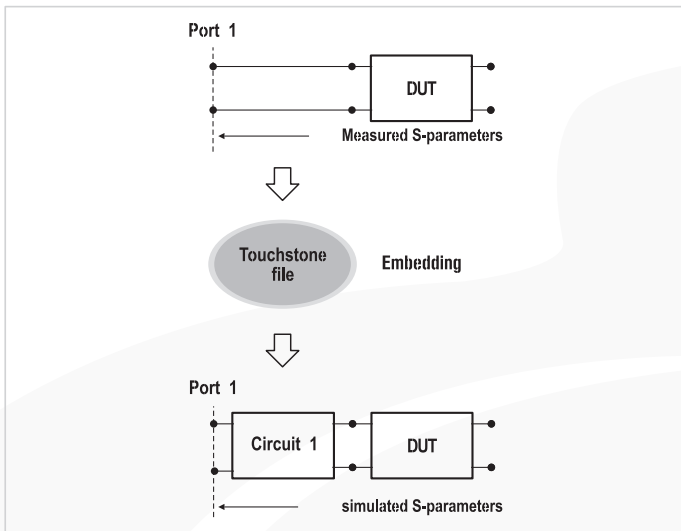 Port 1
DUT
Measured S-parameters
Touchstone
file
Embedding
Port 1
Circuit 1
DUT
simulated S-parameters